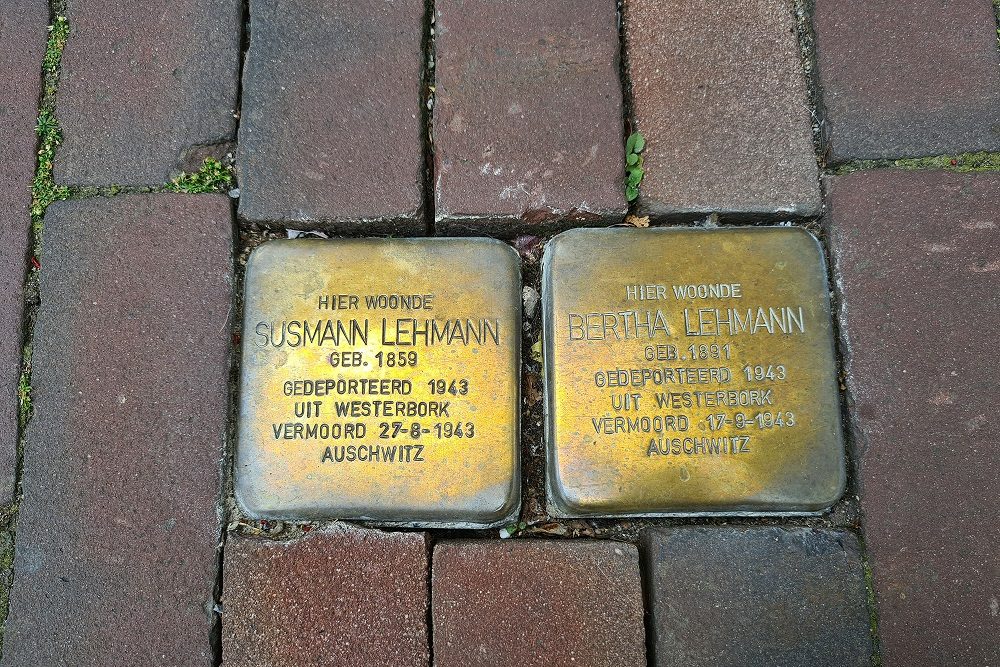 HIER WOONDE
SUSMANN LEHMANN
GEB. 1859
GEDEPORTEERD 1943
UIT WESTERBORK
VERMOORD 27-8-1943
AUSCHWITZ
HIER WOONDE
BERTHA LEHMANN
GEB. 1891
GEDEPORTEERD 1943
UIT WESTERBORK
VERMOORD 17-9-1943
AUSCHWITZ